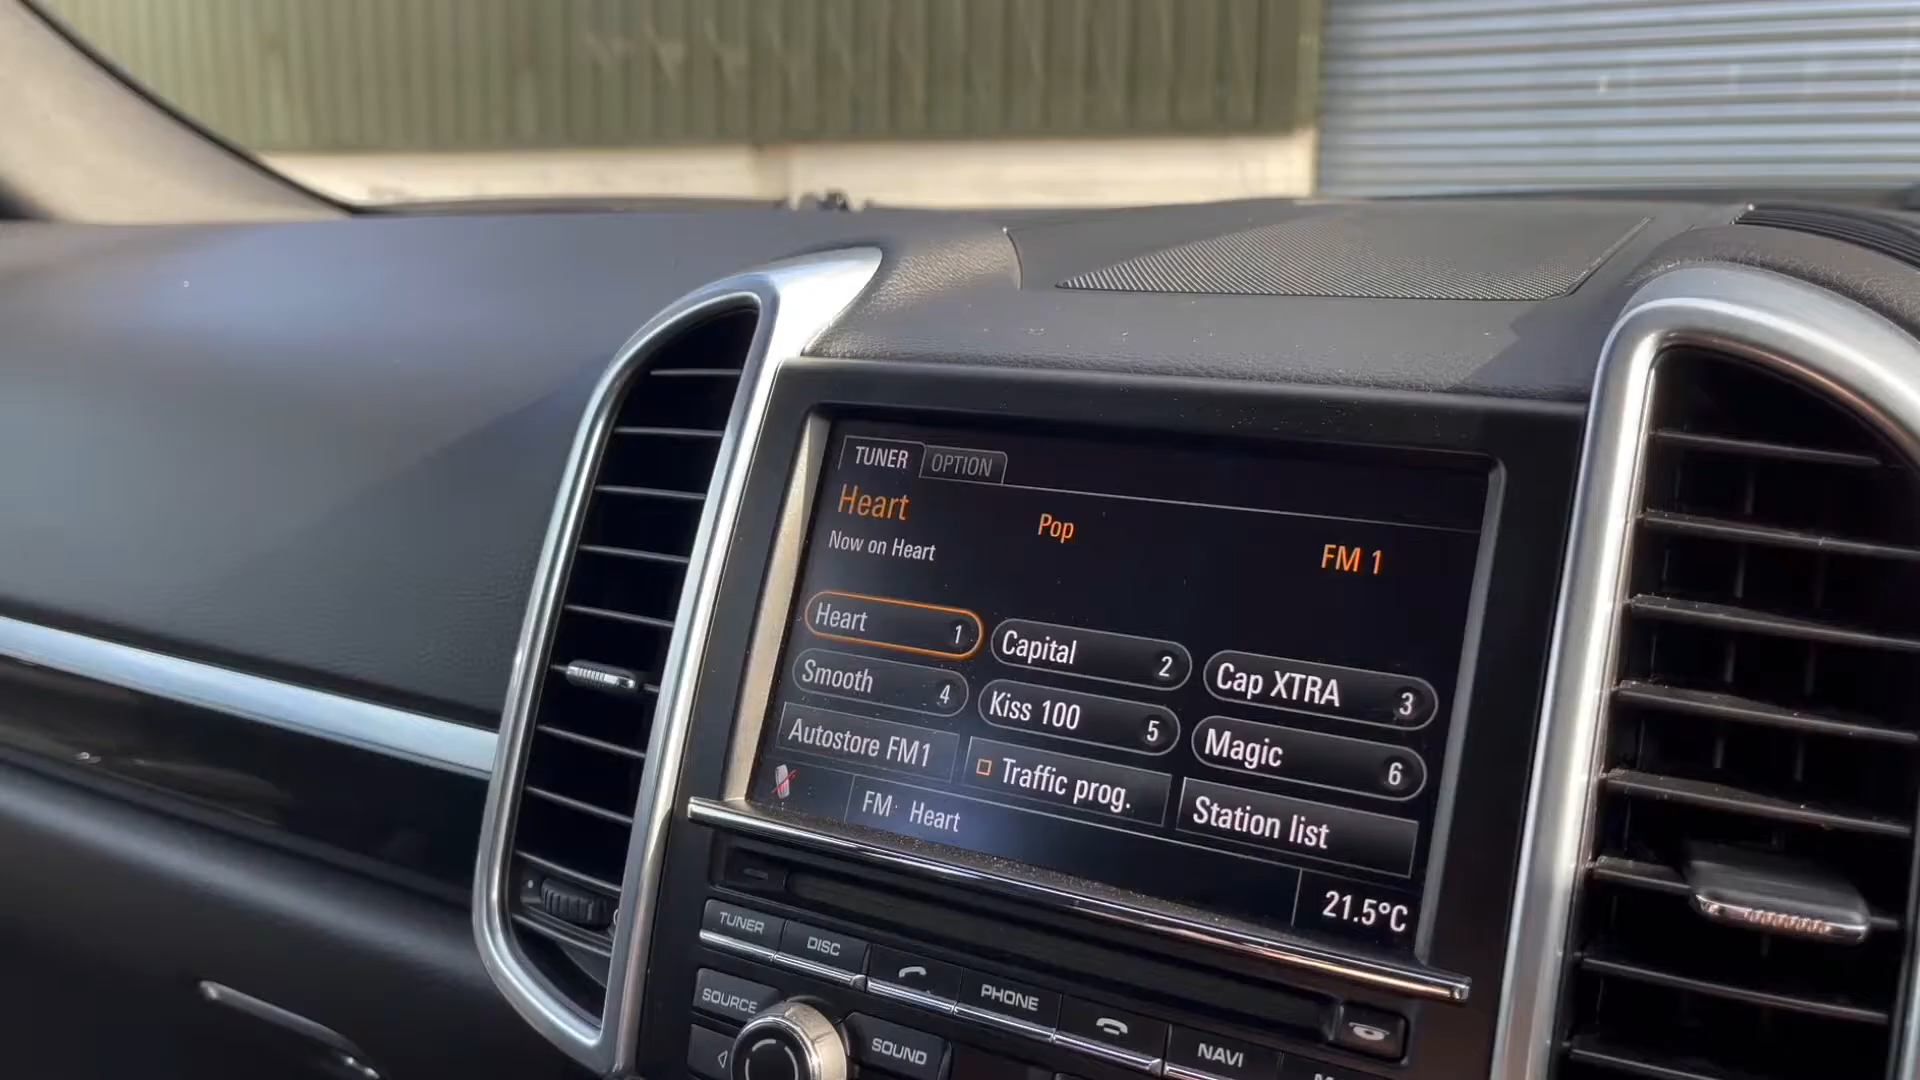 TUNER OPTION
Heart Pop FM 1
Now on Heart
Heart 1 Capital 2 Cap XTRA 3
Smooth 4 Kiss 100 5 Magic 6
Autostore FM1 Traffic prog. Station list
FM Heart
21.5°C
TUNER DISC PHONE NAVI
SOURCE SOUND